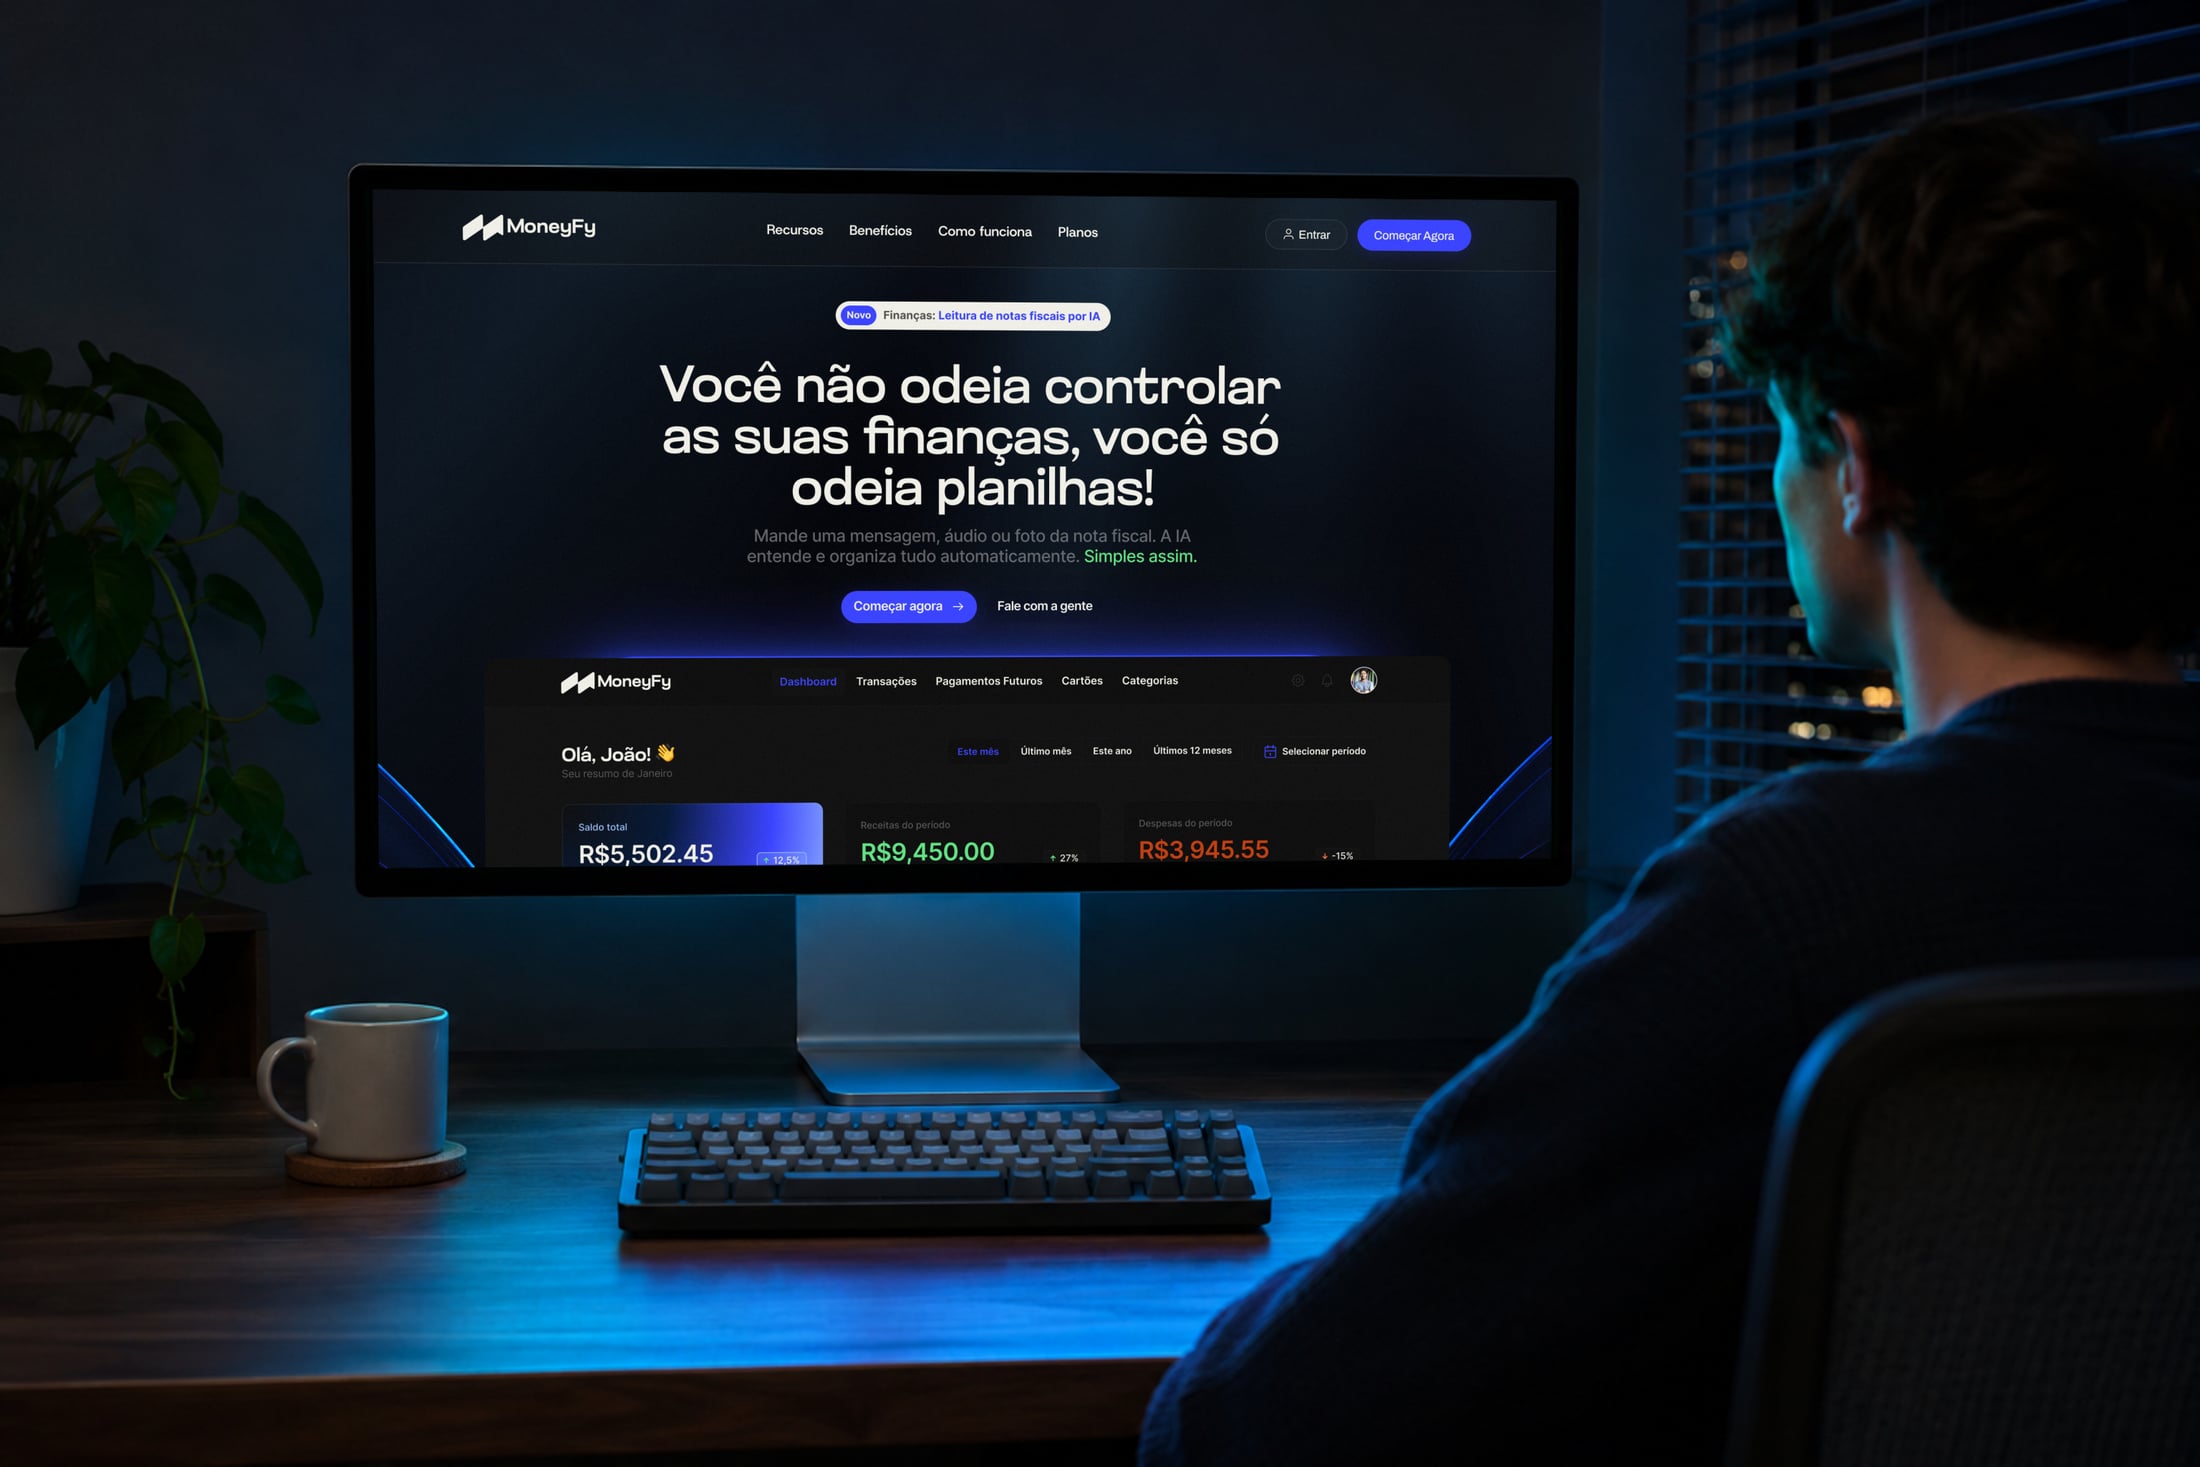 MoneyFy
Recursos Benefícios Como funciona Planos
Entrar Começar Agora
Novo Finanças: Leitura de notas fiscais por IA
Você não odeia controlar
as suas finanças, você só
odeia planilhas!
Mande uma mensagem, áudio ou foto da nota fiscal. A IA
entende e organiza tudo automaticamente. Simples assim.
Começar agora → Fale com a gente
MoneyFy
Dashboard Transações Pagamentos Futuros Cartões Categorias
Olá, João! 👋
Seu resumo de Janeiro
Este mês Último mês Este ano Últimos 12 meses Selecionar período
Saldo total
R$5,502.45 ↑ 12,5%
Receitas do período
R$9,450.00 ↑ 27%
Despesas do período
R$3,945.55 ↓ -15%